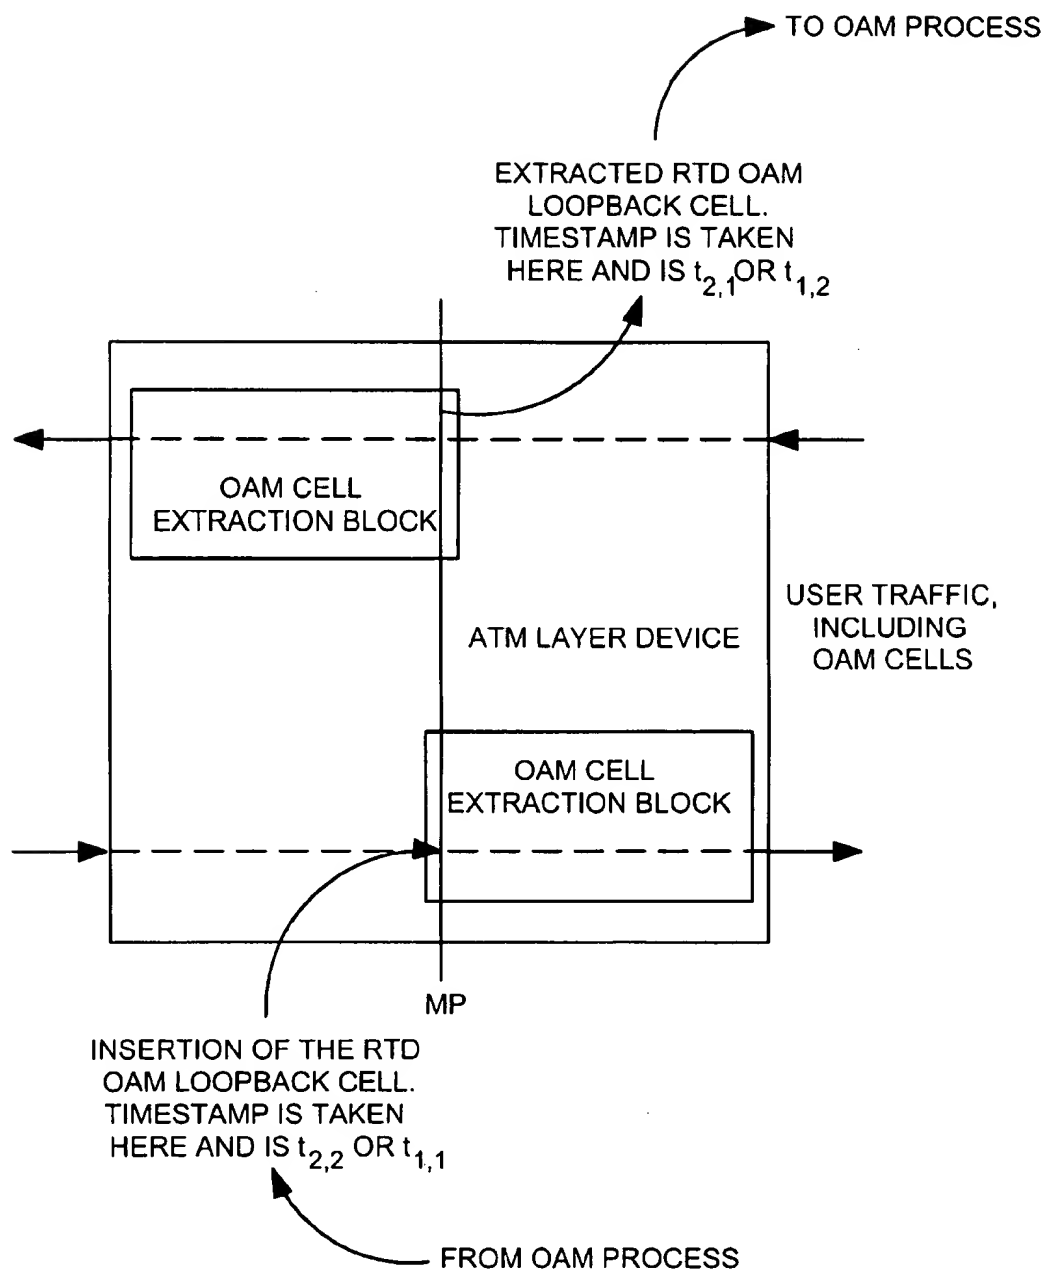 TO OAM PROCESS
EXTRACTED RTD OAM
LOOPBACK CELL.
TIMESTAMP IS TAKEN
HERE AND IS t2,1 OR t1,2
OAM CELL
EXTRACTION BLOCK
USER TRAFFIC,
INCLUDING
OAM CELLS
ATM LAYER DEVICE
OAM CELL
EXTRACTION BLOCK
MP
INSERTION OF THE RTD
OAM LOOPBACK CELL.
TIMESTAMP IS TAKEN
HERE AND IS t2,2 OR t1,1
FROM OAM PROCESS